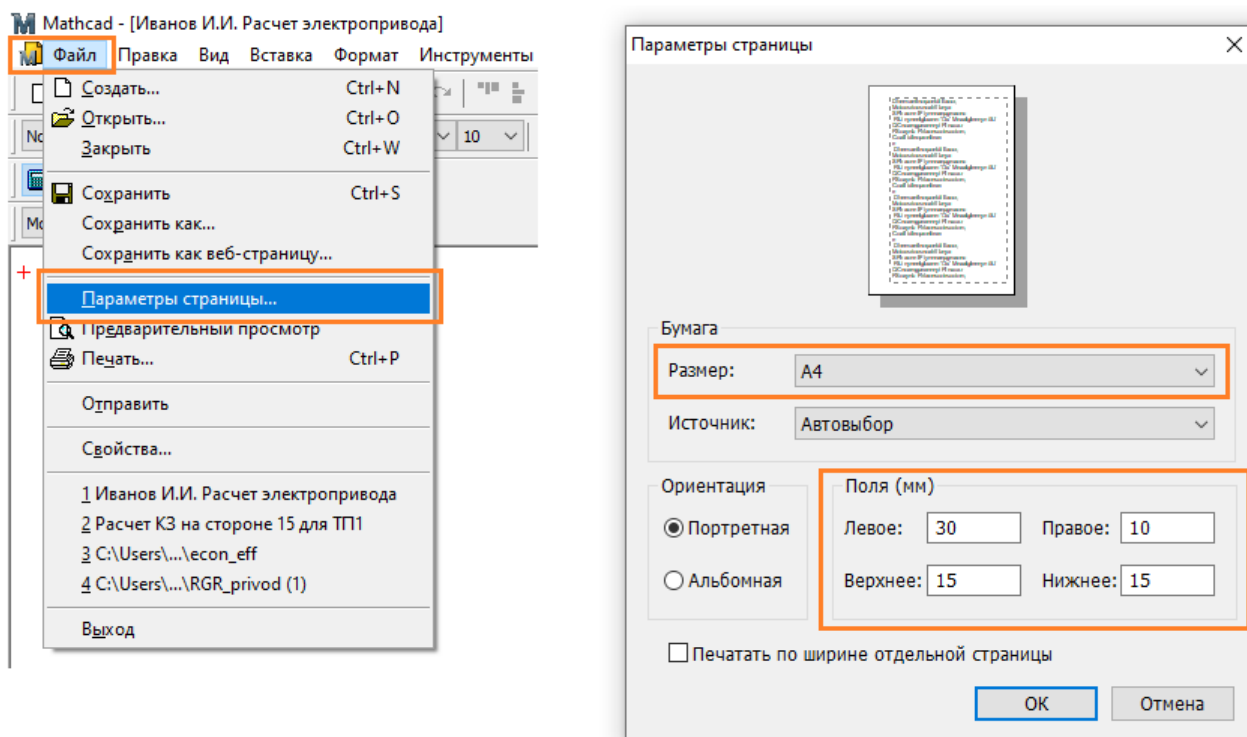 Mathcad - [Иванов И.И. Расчет электропривода]
Файл Правка Вид Вставка Формат Инструменты
Создать... Ctrl+N
Открыть... Ctrl+O
Закрыть Ctrl+W
10
Сохранить Ctrl+S
Сохранить как...
Сохранить как веб-страницу...
Параметры страницы...
Предварительный просмотр
Печать... Ctrl+P
Отправить
Свойства...
1 Иванов И.И. Расчет электропривода
2 Расчет КЗ на стороне 15 для ТП1
3 C:\Users\...\econ_eff
4 C:\Users\...\RGR_privod (1)
Выход
Параметры страницы
Бумага
Размер: A4
Источник: Автовыбор
Ориентация
Портретная
Альбомная
Поля (мм)
Левое: 30 Правое: 10
Верхнее: 15 Нижнее: 15
Печатать по ширине отдельной страницы
ОК Отмена